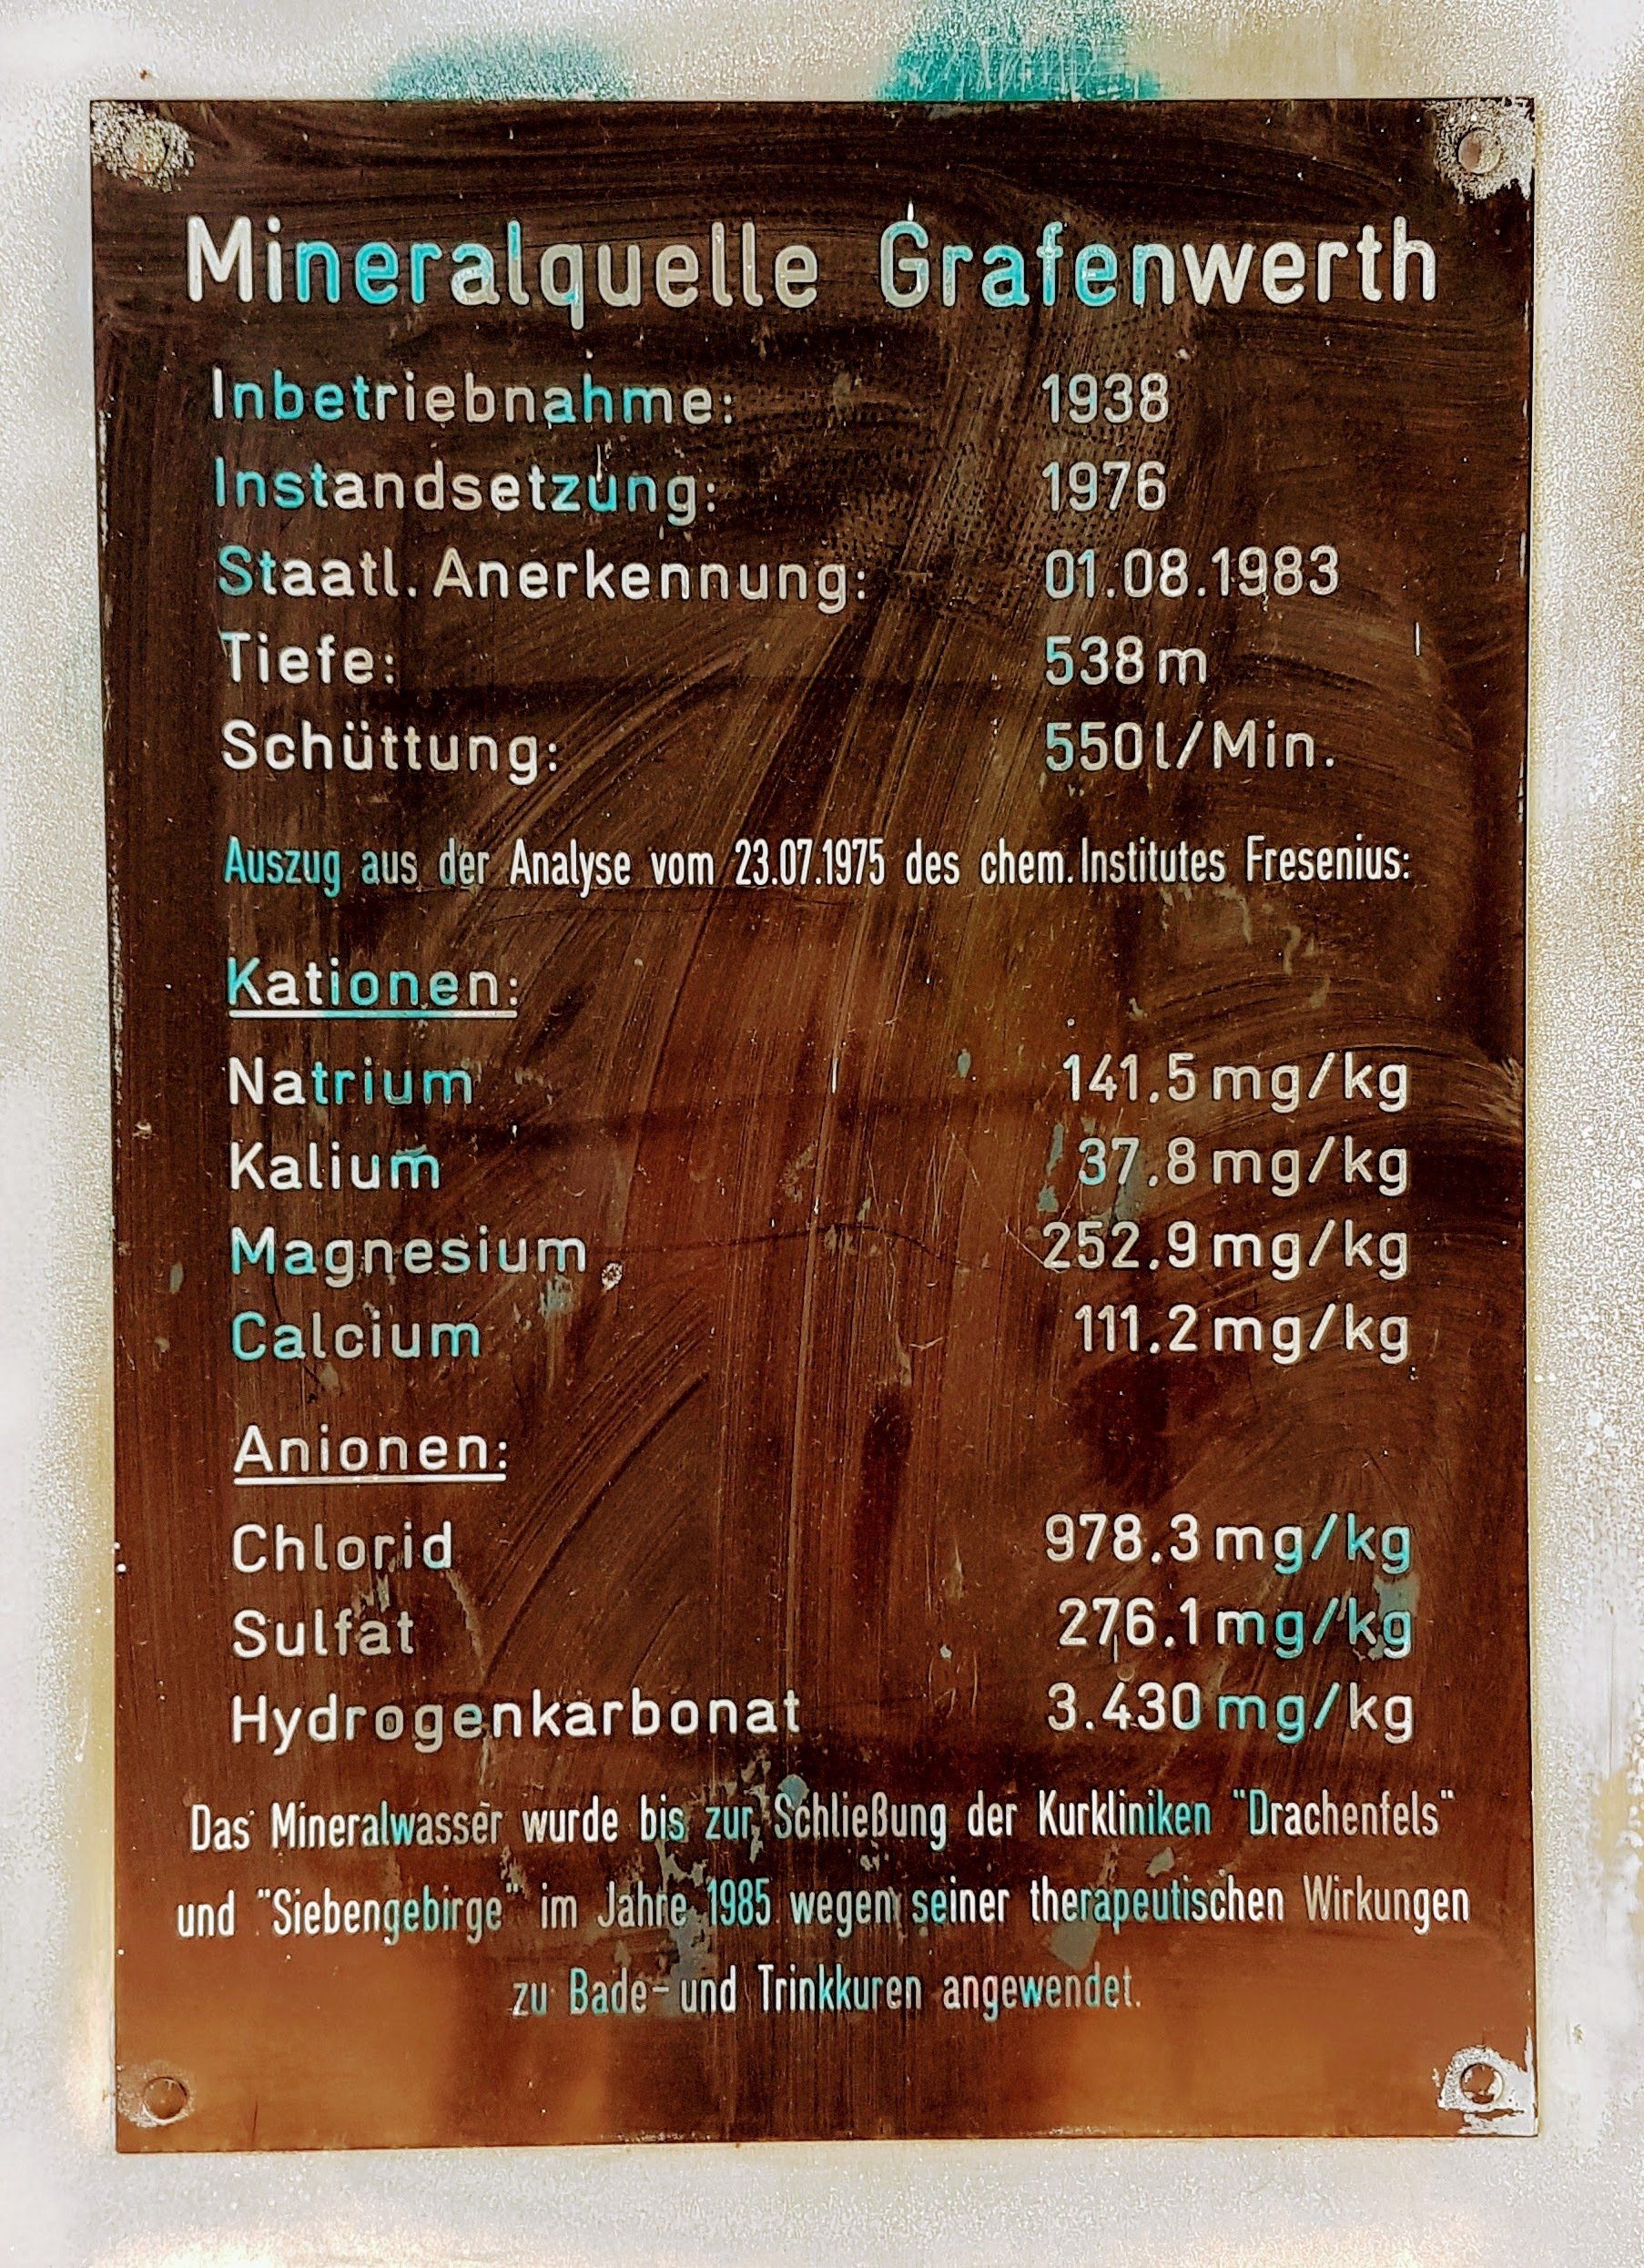 Mineralquelle Grafenwerth
Inbetriebnahme: 1938
Instandsetzung: 1976
Staatl. Anerkennung: 01.08.1983
Tiefe: 538 m
Schüttung: 550 l/Min.
Auszug aus der Analyse vom 23.07.1975 des chem. Institutes Fresenius:
Kationen:
Natrium 141,5 mg/kg
Kalium 37,8 mg/kg
Magnesium 252,9 mg/kg
Calcium 111,2 mg/kg
Anionen:
Chlorid 978,3 mg/kg
Sulfat 276,1 mg/kg
Hydrogenkarbonat 3.430 mg/kg
Das Mineralwasser wurde bis zur Schließung der Kurkliniken "Drachenfels"
und "Siebengebirge" im Jahre 1985 wegen seiner therapeutischen Wirkungen
zu Bade- und Trinkkuren angewendet.